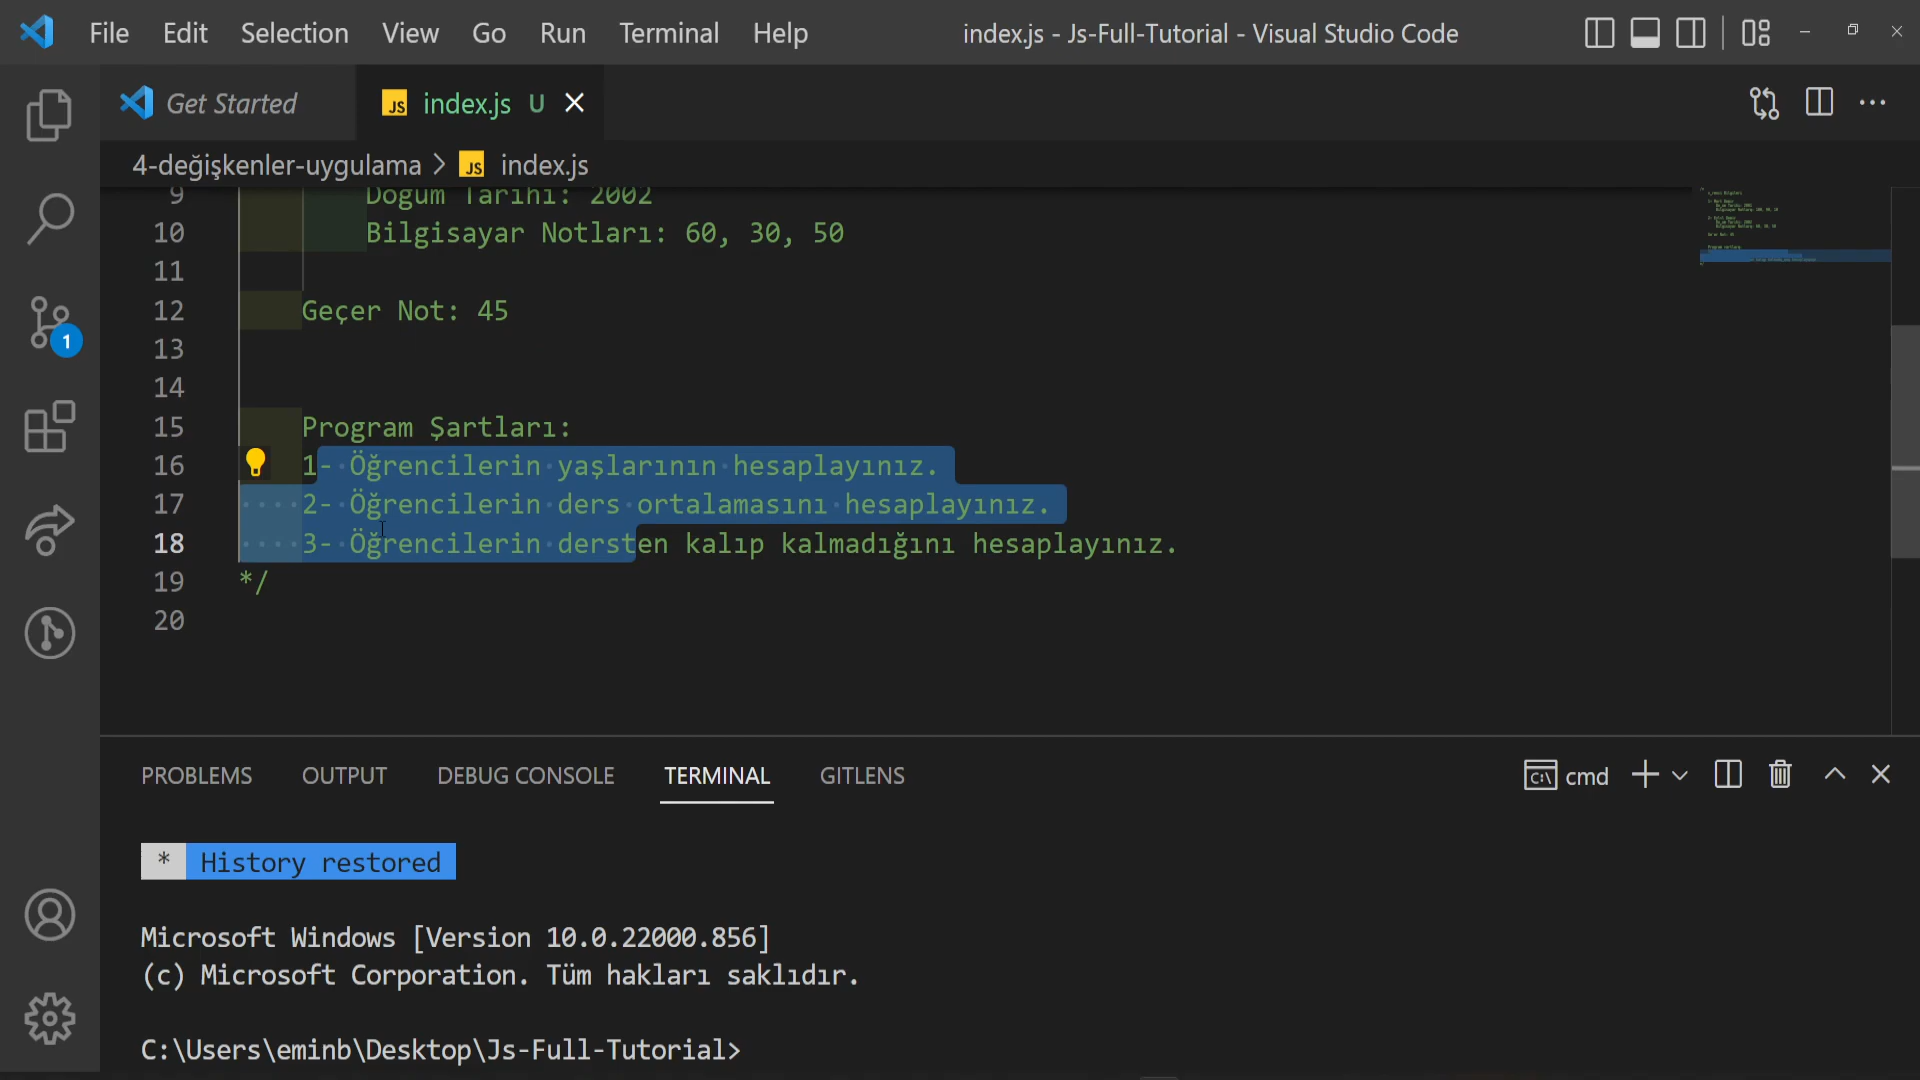 File Edit Selection View Go Run Terminal Help
index.js - Js-Full-Tutorial - Visual Studio Code
Get Started
JS index.js U
4-değişkenler-uygulama > JS index.js
9 Doğum Tarihi: 2002
10 Bilgisayar Notları: 60, 30, 50
11
12 Geçer Not: 45
13
14
15 Program Şartları:
16 1- Öğrencilerin yaşlarının hesaplayınız.
17 2- Öğrencilerin ders ortalamasını hesaplayınız.
18 3- Öğrencilerin dersten kalıp kalmadığını hesaplayınız.
19 */
20
1
PROBLEMS OUTPUT DEBUG CONSOLE TERMINAL GITLENS
cmd
* History restored
Microsoft Windows [Version 10.0.22000.856]
(c) Microsoft Corporation. Tüm hakları saklıdır.
C:\Users\eminb\Desktop\Js-Full-Tutorial>